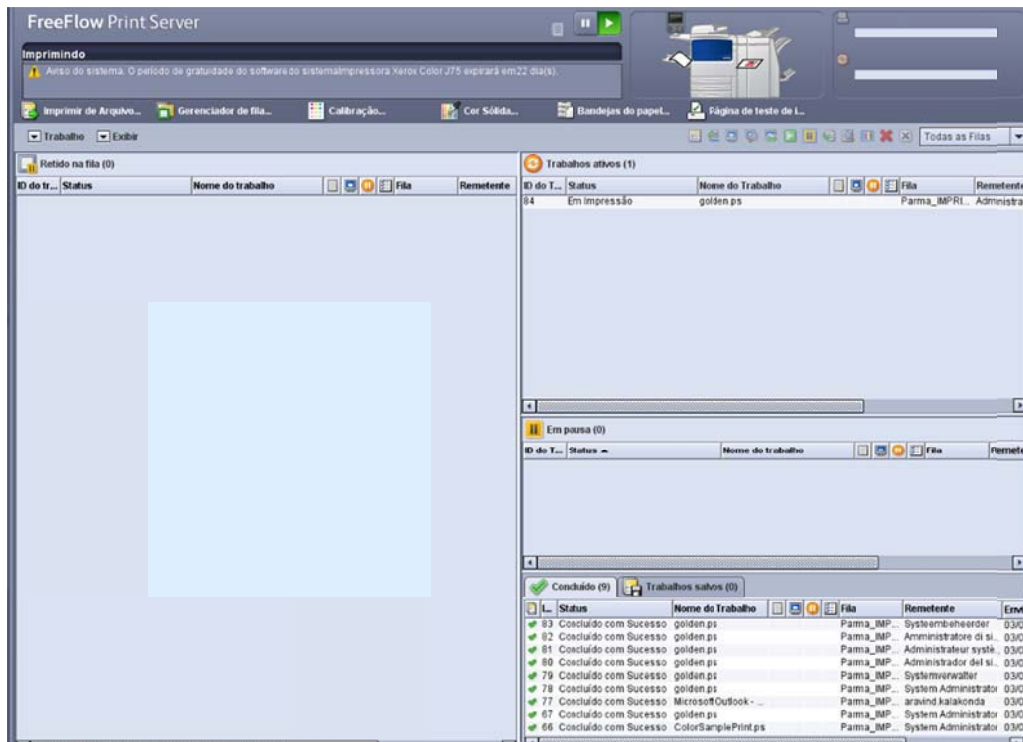 FreeFlow Print Server
Imprimindo
Aviso do sistema. O período de gratuidade do software do sistemaImpressora Xerox Color J75 expirará em22 dia(s).
Imprimir de Arquivo... Gerenciador de fila... Calibração... Cor Sólida... Bandejas do papel... Página de teste de i...
Trabalho Exibir Todas as Filas
Retido na fila (0)
ID do tr... Status Nome do trabalho Fila Remetente
Trabahos ativos (1)
ID do T... Status Nome do Trabalho Fila Remetente
84 Em Impressão golden.ps Parma_IMPRI... Administra
Em pausa (0)
ID do T... Status Nome do trabalho Fila Remete
Concluído (9) Trabalhos salvos (0)
I... Status Nome do Trabalho Fila Remetente Envi
83 Concluído com Sucesso golden.ps Parma_IMP... Systeembeheerder 03/0
82 Concluído com Sucesso golden.ps Parma_IMP... Amministratore di si... 03/0
81 Concluído com Sucesso golden.ps Parma_IMP... Administrateur systè... 03/0
80 Concluído com Sucesso golden.ps Parma_IMP... Administrador del si... 03/0
79 Concluído com Sucesso golden.ps Parma_IMP... Systemverwalter 03/0
78 Concluído com Sucesso golden.ps Parma_IMP... System Administrator 03/0
77 Concluído com Sucesso MicrosoftOutlook - ... Parma_IMP... aravind.kalakonda 03/0
67 Concluído com Sucesso golden.ps Parma_IMP... System Administrator 03/0
66 Concluído com Sucesso ColorSamplePrint.ps Parma_IMP... System Administrator 03/0